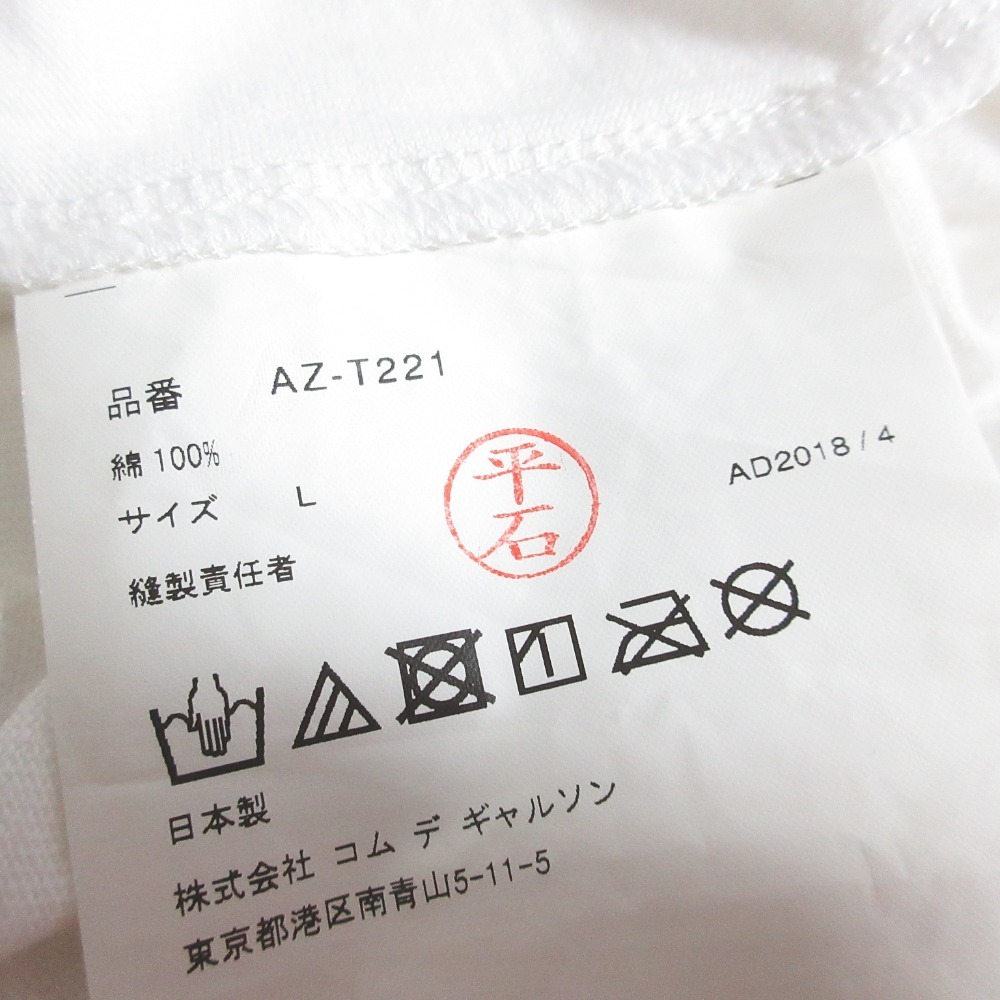 品番 AZ-T221
綿 100%
サイズ L
AD2018 / 4
縫製責任者
平石
日本製
株式会社 コム デ ギャルソン
東京都港区南青山5-11-5